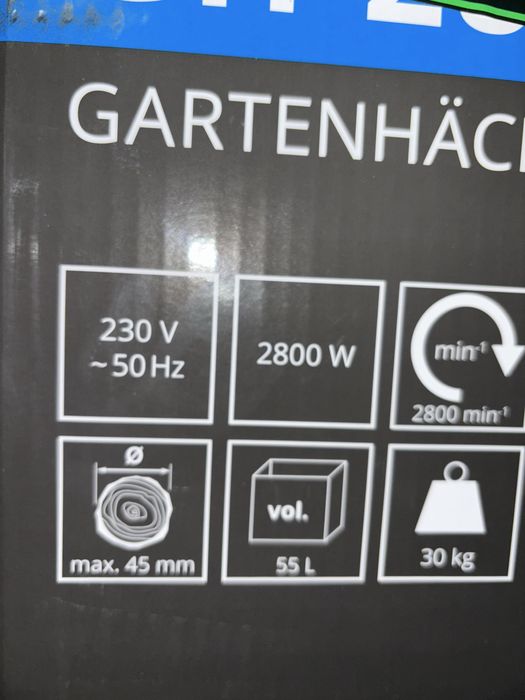 GARTENHÄC
230 V
~ 50 Hz
2800 W
min-¹
2800 min-¹
Ø
max. 45 mm
vol.
55 L
30 kg